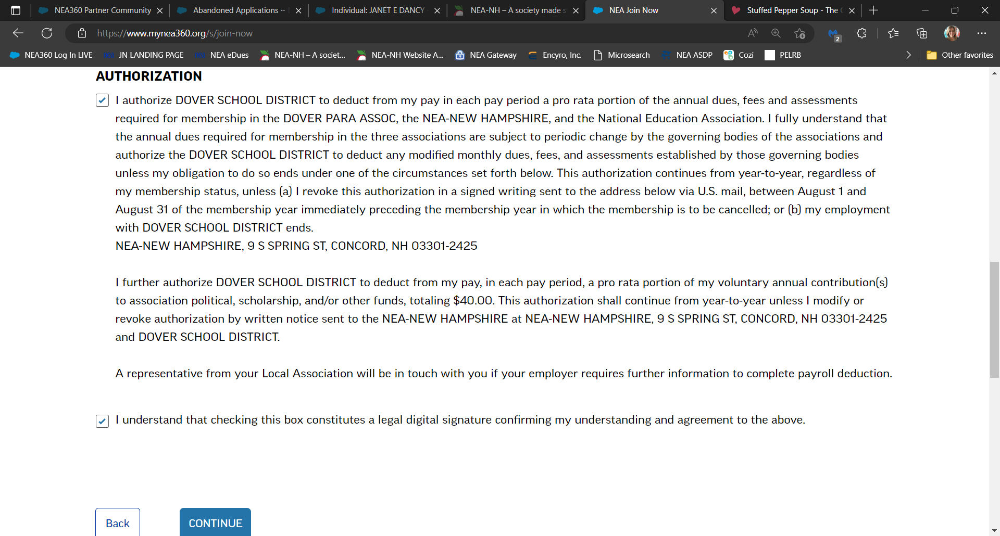 NEA360 Partner Community
Abandoned Applications ~
Individual: JANET E DANCY
NEA-NH – A society made s
NEA Join Now
Stuffed Pepper Soup - The
https://www.mynea360.org/s/join-now
2
NEA360 Log In LIVE
nea JN LANDING PAGE
nea NEA eDues
NEA-NH – A societ...
NEA-NH Website A...
NEA Gateway
Encyro, Inc.
Microsearch
NEA ASDP
Cozi
PELRB
Other favorites
AUTHORIZATION
I authorize DOVER SCHOOL DISTRICT to deduct from my pay in each pay period a pro rata portion of the annual dues, fees and assessments
required for membership in the DOVER PARA ASSOC, the NEA-NEW HAMPSHIRE, and the National Education Association. I fully understand that
the annual dues required for membership in the three associations are subject to periodic change by the governing bodies of the associations and
authorize the DOVER SCHOOL DISTRICT to deduct any modified monthly dues, fees, and assessments established by those governing bodies
unless my obligation to do so ends under one of the circumstances set forth below. This authorization continues from year-to-year, regardless of
my membership status, unless (a) I revoke this authorization in a signed writing sent to the address below via U.S. mail, between August 1 and
August 31 of the membership year immediately preceding the membership year in which the membership is to be cancelled; or (b) my employment
with DOVER SCHOOL DISTRICT ends.
NEA-NEW HAMPSHIRE, 9 S SPRING ST, CONCORD, NH 03301-2425
I further authorize DOVER SCHOOL DISTRICT to deduct from my pay, in each pay period, a pro rata portion of my voluntary annual contribution(s)
to association political, scholarship, and/or other funds, totaling $40.00. This authorization shall continue from year-to-year unless I modify or
revoke authorization by written notice sent to the NEA-NEW HAMPSHIRE at NEA-NEW HAMPSHIRE, 9 S SPRING ST, CONCORD, NH 03301-2425
and DOVER SCHOOL DISTRICT.
A representative from your Local Association will be in touch with you if your employer requires further information to complete payroll deduction.
I understand that checking this box constitutes a legal digital signature confirming my understanding and agreement to the above.
Back
CONTINUE